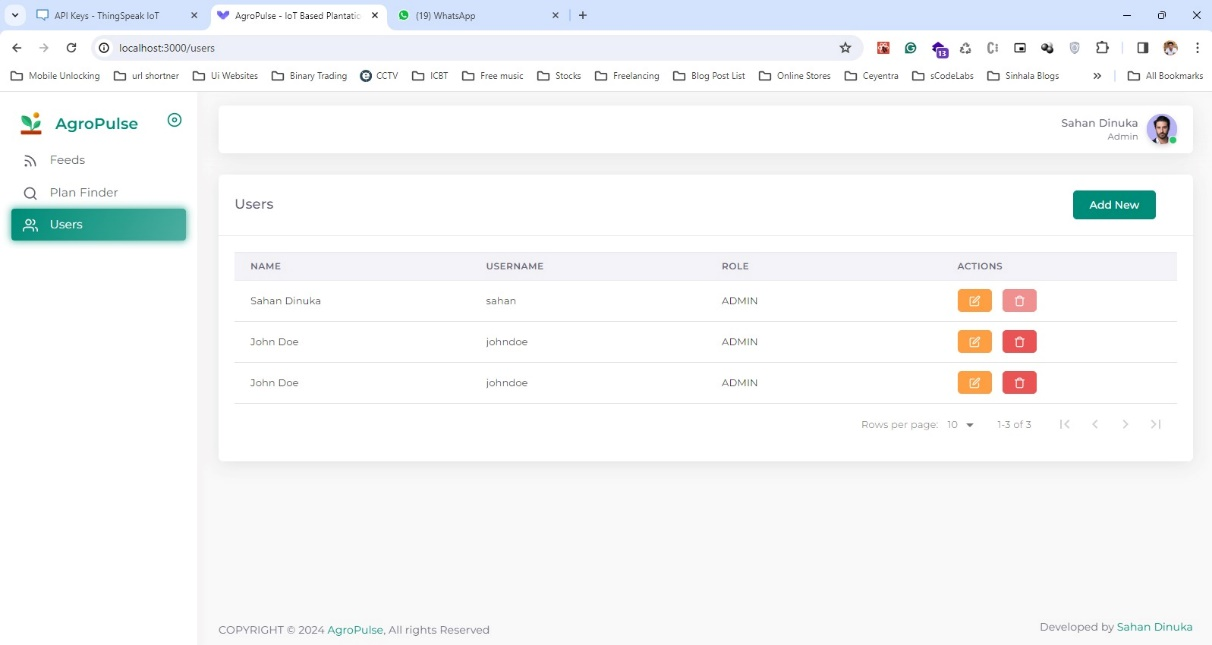 API Keys - ThingSpeak IoT
AgroPulse - IoT Based Plantatio
(19) WhatsApp
localhost:3000/users
13
Mobile Unlocking
url shortner
Ui Websites
Binary Trading
CCTV
ICBT
Free music
Stocks
Freelancing
Blog Post List
Online Stores
Ceyentra
sCodeLabs
Sinhala Blogs
»
All Bookmarks
AgroPulse
Feeds
Plan Finder
Users
Sahan Dinuka
Admin
Users
Add New
NAME USERNAME ROLE ACTIONS
Sahan Dinuka sahan ADMIN
John Doe johndoe ADMIN
John Doe johndoe ADMIN
Rows per page: 10 1-3 of 3
COPYRIGHT © 2024 AgroPulse, All rights Reserved
Developed by Sahan Dinuka